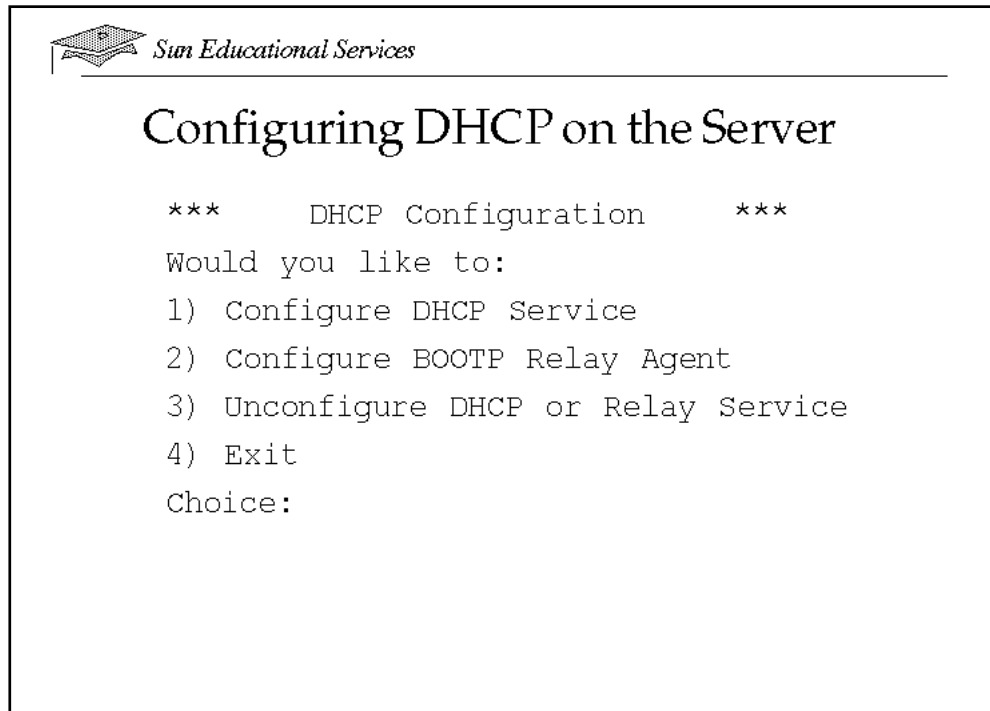 Sun Educational Services
Configuring DHCP on the Server
*** DHCP Configuration ***
Would you like to:
1) Configure DHCP Service
2) Configure BOOTP Relay Agent
3) Unconfigure DHCP or Relay Service
4) Exit
Choice: